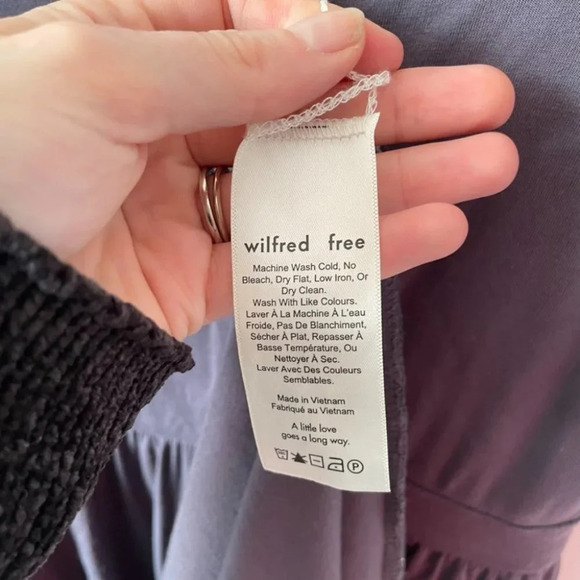 wilfred free
Machine Wash Cold, No
Bleach, Dry Flat, Low Iron, Or
Dry Clean.
Wash With Like Colours.
Laver À La Machine À L'eau
Froide, Pas De Blanchiment,
Sècher À Plat, Repasser À
Basse Température, Ou
Nettoyer À Sec.
Laver Avec Des Couleurs
Semblables.
Made in Vietnam
Fabriqué au Vietnam
A little love
goes a long way.
P